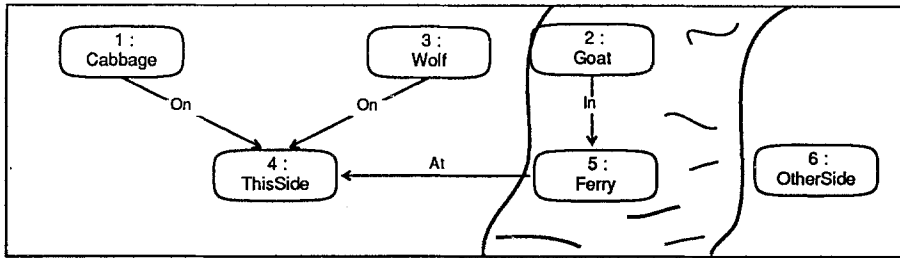 1 :
Cabbage
3 :
Wolf
2 :
Goat
On
On
In
4 :
ThisSide
At
5 :
Ferry
6 :
OtherSide